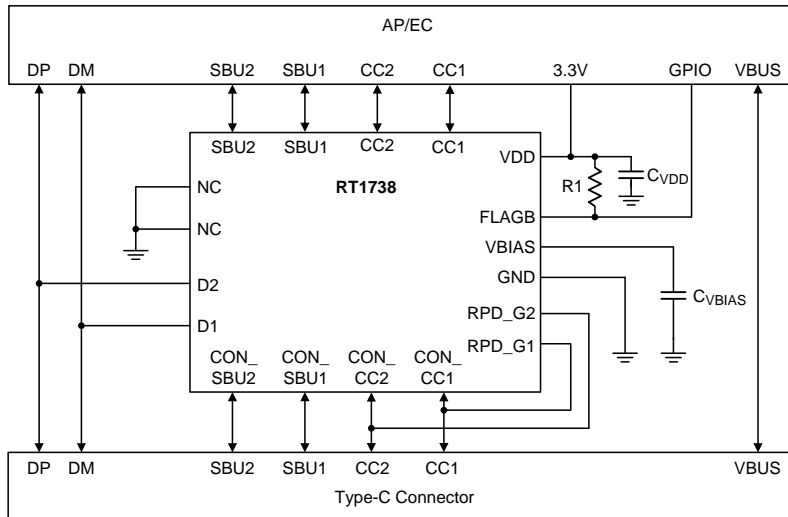 AP/EC
DP DM SBU2 SBU1 CC2 CC1 3.3V GPIO VBUS
SBU2 SBU1 CC2 CC1
VDD
CVDD
NC
RT1738
R1
FLAGB
NC
VBIAS
GND
D2
CVBIAS
RPD_G2
D1
RPD_G1
CON_ CON_ CON_ CON_
SBU2 SBU1 CC2 CC1
DP DM SBU2 SBU1 CC2 CC1 VBUS
Type-C Connector